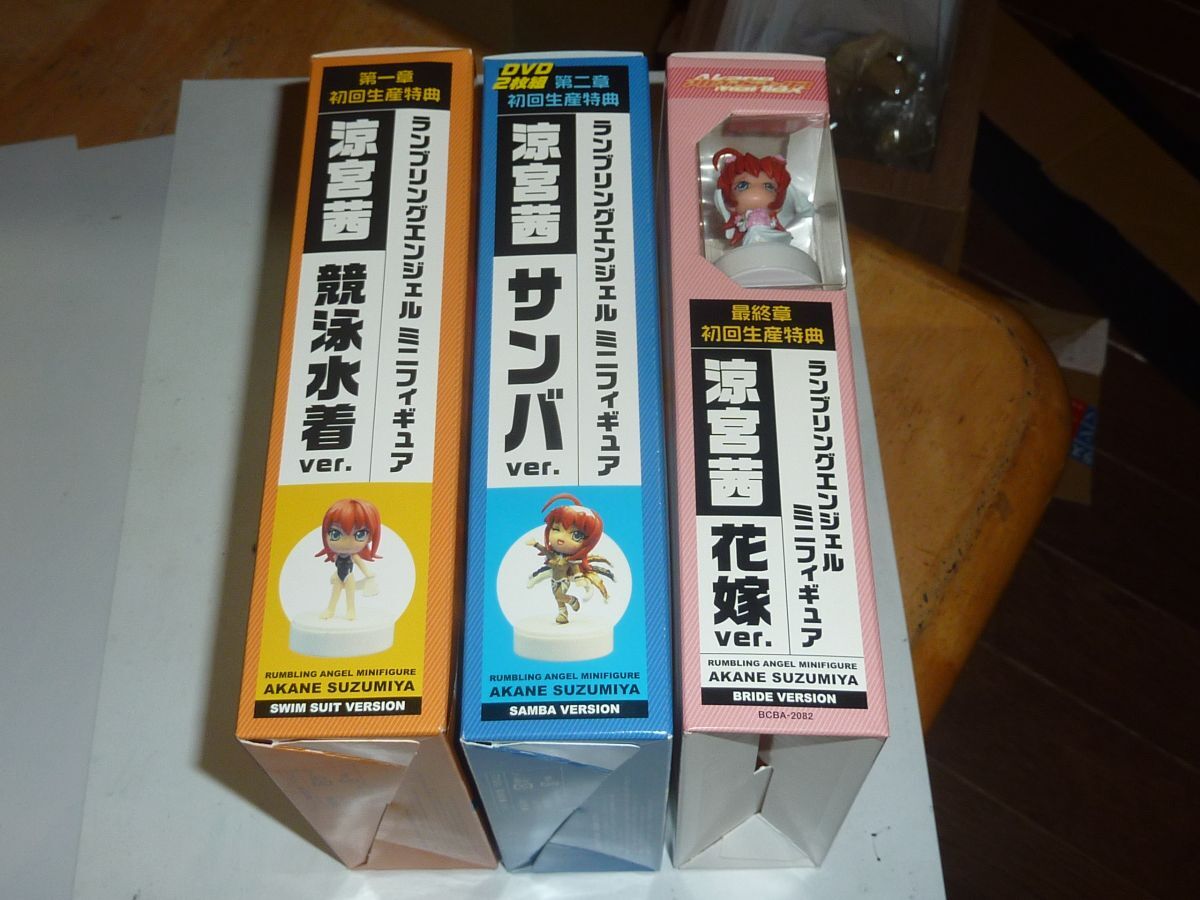 第一章
初回生産特典
ランブリングエンジェル ミニフィギュア
涼宮茜
競泳水着
ver.
RUMBLING ANGEL MINIFIGURE
AKANE SUZUMIYA
SWIM SUIT VERSION
DVD
2枚組
第二章
初回生産特典
ランブリングエンジェル ミニフィギュア
涼宮茜
サンバ
ver.
RUMBLING ANGEL MINIFIGURE
AKANE SUZUMIYA
SAMBA VERSION
最終章
初回生産特典
ランブリングエンジェル
ミニフィギュア
涼宮茜
花嫁
ver.
RUMBLING ANGEL MINIFIGURE
AKANE SUZUMIYA
BRIDE VERSION
BCBA-2082